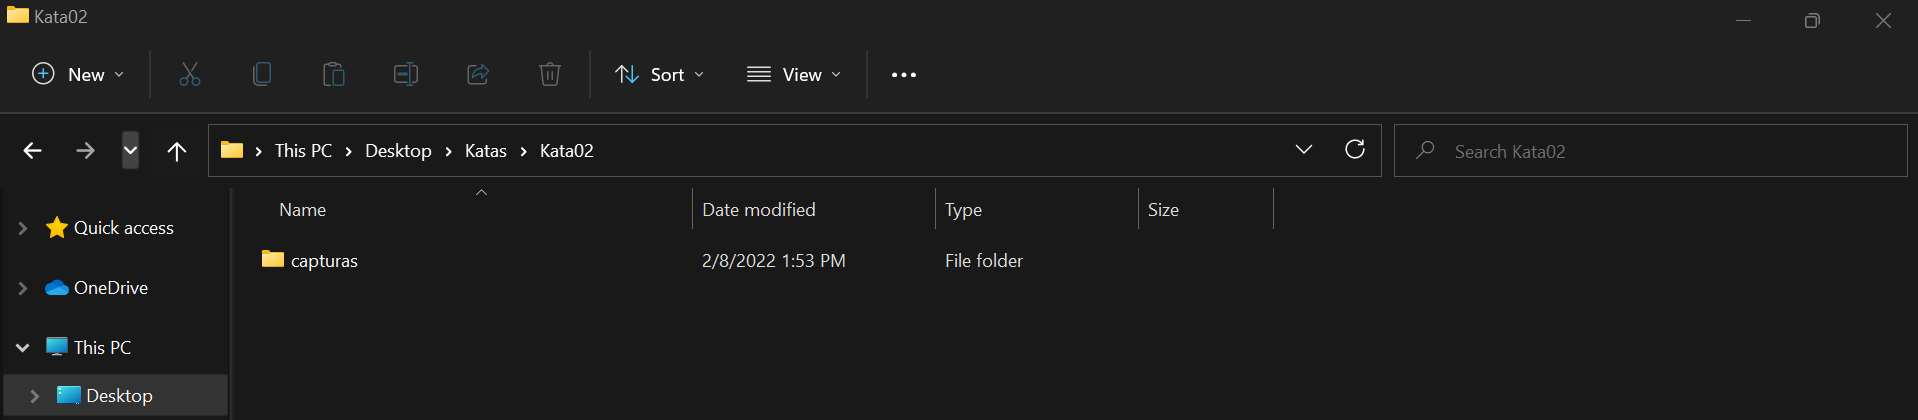 Kata02
New
Sort
View
This PC > Desktop > Katas > Kata02
Search Kata02
Name Date modified Type Size
capturas 2/8/2022 1:53 PM File folder
Quick access
OneDrive
This PC
Desktop